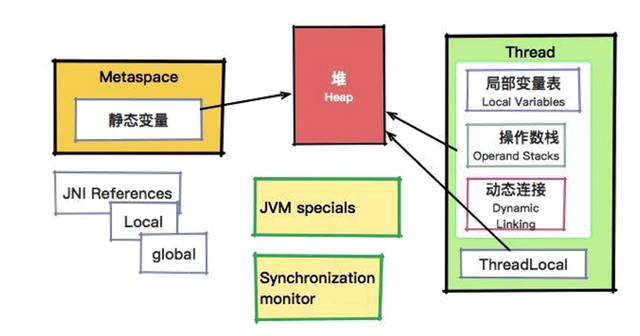 Metaspace
静态变量
JNI References
Local
global
堆
Heap
JVM specials
Synchronization
monitor
Thread
局部变量表
Local Variables
操作数栈
Operand Stacks
动态连接
Dynamic
Linking
ThreadLocal